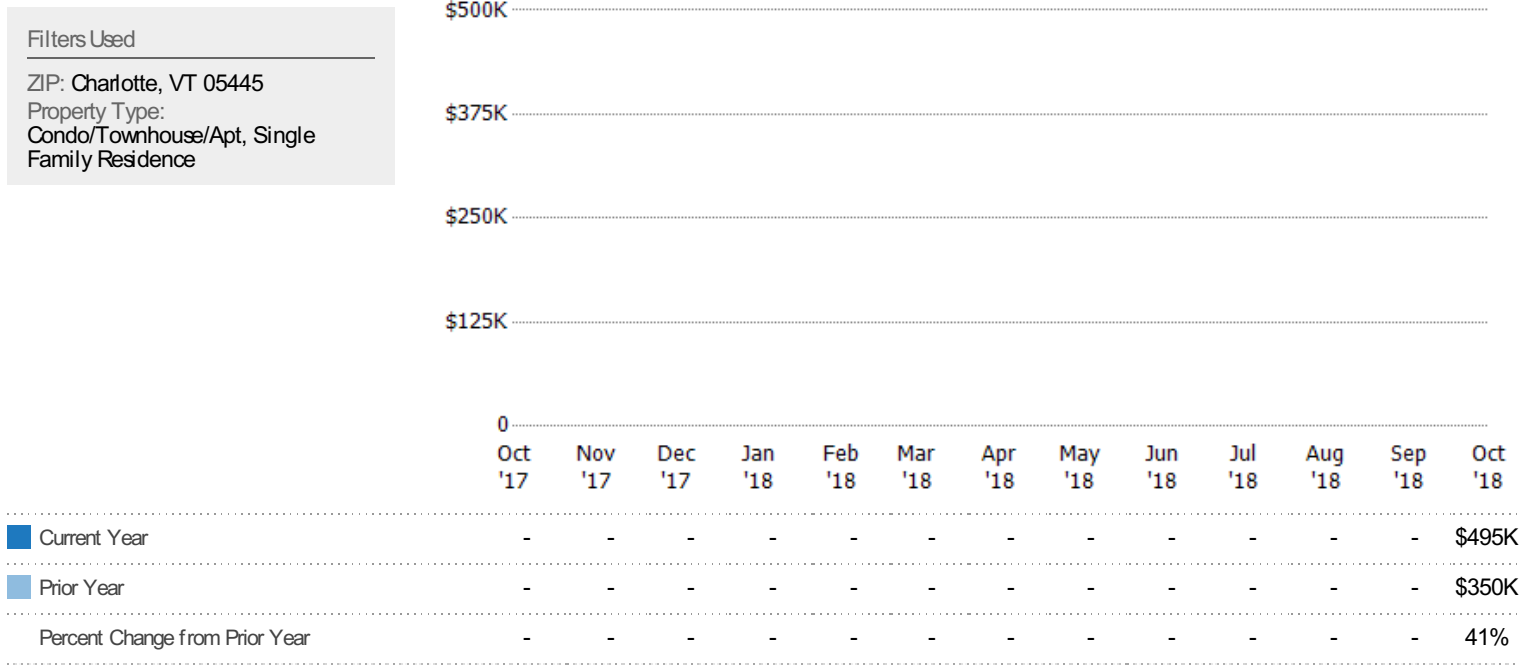 Filters Used
ZIP: Charlotte, VT 05445
Property Type:
Condo/Townhouse/Apt, Single
Family Residence
$500K
$375K
$250K
$125K
0
Oct Nov Dec Jan Feb Mar Apr May Jun Jul Aug Sep Oct
'17 '17 '17 '18 '18 '18 '18 '18 '18 '18 '18 '18 '18
Current Year - - - - - - - - - - - - $495K
Prior Year - - - - - - - - - - - - $350K
Percent Change from Prior Year - - - - - - - - - - - - 41%